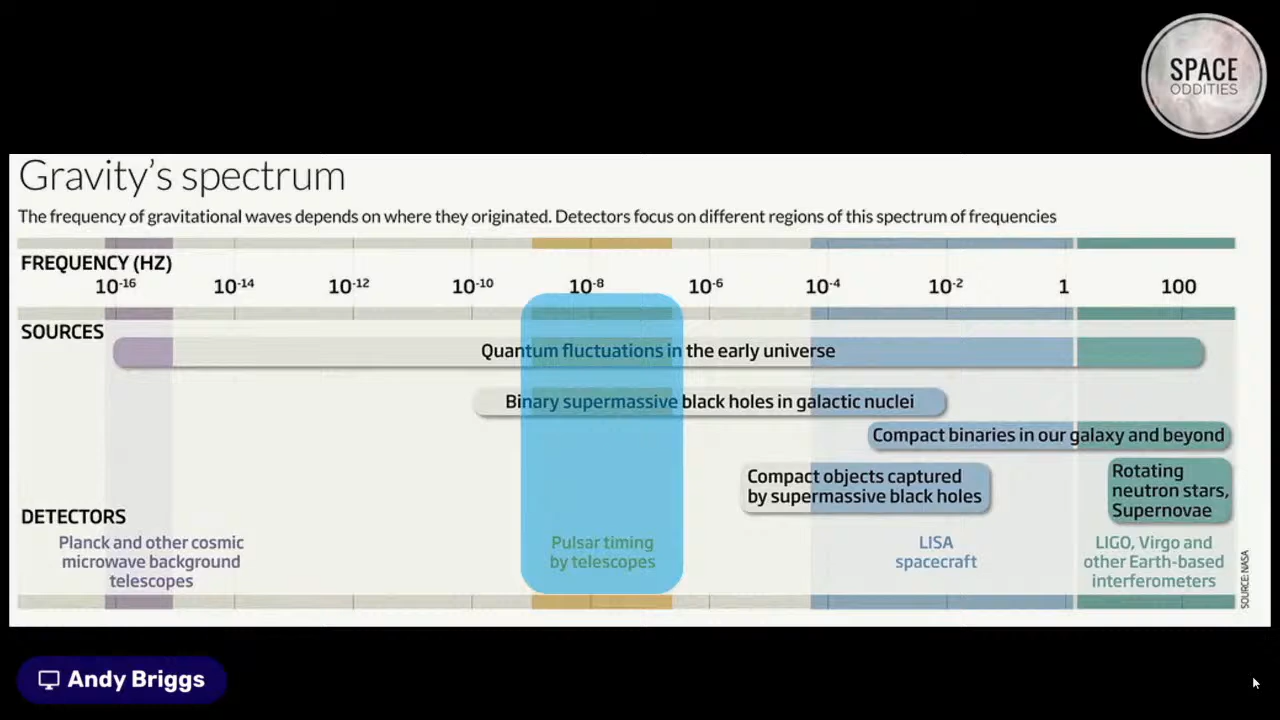 SPACE
ODDITIES
Gravity's spectrum
The frequency of gravitational waves depends on where they originated. Detectors focus on different regions of this spectrum of frequencies
FREQUENCY (HZ)
10⁻¹⁶ 10⁻¹⁴ 10⁻¹² 10⁻¹⁰ 10⁻⁸ 10⁻⁶ 10⁻⁴ 10⁻² 1 100
SOURCES
Quantum fluctuations in the early universe
Binary supermassive black holes in galactic nuclei
Compact binaries in our galaxy and beyond
Compact objects captured
by supermassive black holes
Rotating
neutron stars,
Supernovae
DETECTORS
Planck and other cosmic
microwave background
telescopes
Pulsar timing
by telescopes
LISA
spacecraft
LIGO, Virgo and
other Earth-based
interferometers
SOURCE: NASA
Andy Briggs